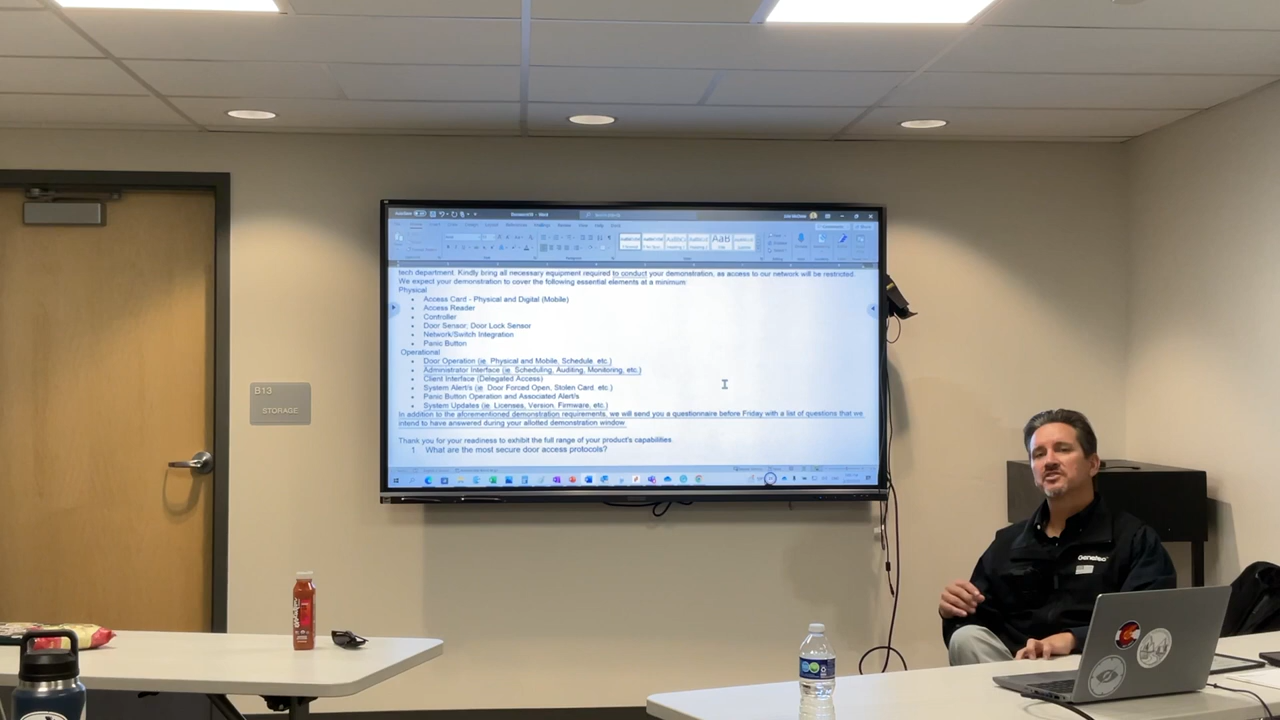 tech department. Kindly bring all necessary equipment required to conduct your demonstration, as access to our network will be restricted.
We expect your demonstration to cover the following essential elements at a minimum:
Physical
• Access Card - Physical and Digital (Mobile)
• Access Reader
• Controller
• Door Sensor; Door Lock Sensor
• Network/Switch Integration
• Panic Button
Operational
• Door Operation (ie. Physical and Mobile, Schedule, etc.)
• Administrator Interface (ie. Scheduling, Auditing, Monitoring, etc.)
• Client Interface (Delegated Access)
• System Alert/s (ie. Door Forced Open, Stolen Card, etc.)
• Panic Button Operation and Associated Alert/s
• System Updates (ie. Licenses, Version, Firmware, etc.)
In addition to the aforementioned demonstration requirements, we will send you a questionnaire before Friday with a list of questions that we
intend to have answered during your allotted demonstration window.
Thank you for your readiness to exhibit the full range of your product's capabilities.
1. What are the most secure door access protocols?
B13
STORAGE
Genetec